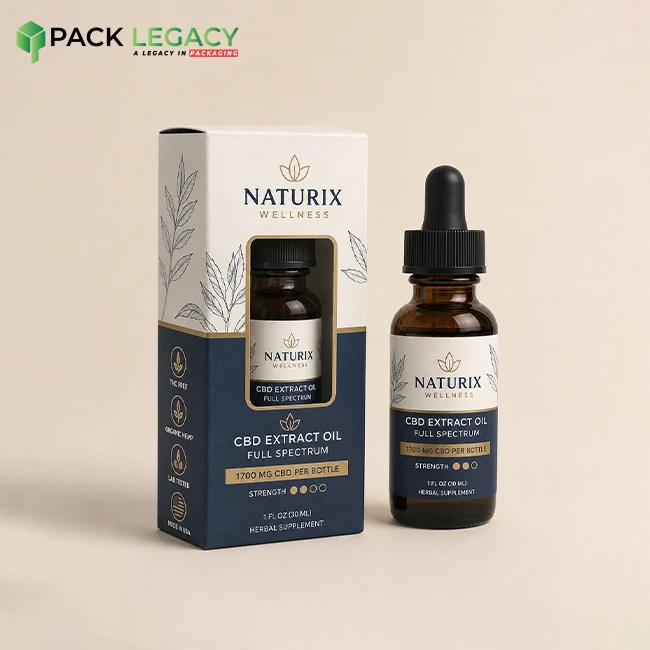 PACK LEGACY
A LEGACY IN PACKAGING
NATURIX
WELLNESS
NATURIX
WELLNESS
CBD EXTRACT OIL
FULL SPECTRUM
CBD EXTRACT OIL
FULL SPECTRUM
1700 MG CBD PER BOTTLE
STRENGTH
1 FL OZ (30 ML)
HERBAL SUPPLEMENT
THC FREE
ORGANIC HEMP
LAB TESTED
MADE IN USA
NATURIX
WELLNESS
CBD EXTRACT OIL
FULL SPECTRUM
1700 MG CBD PER BOTTLE
STRENGTH
1 FL OZ (30 ML)
HERBAL SUPPLEMENT